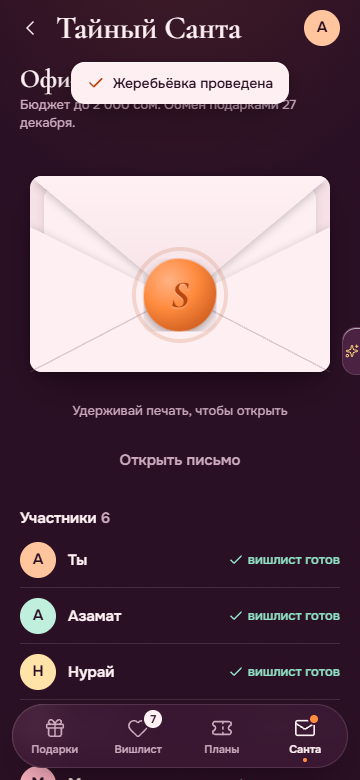 Тайный Санта
А
Офи
Жеребьёвка проведена
Бюджет до 2 000 сом. Обмен подарками 27
декабря.
S
Удерживай печать, чтобы открыть
Открыть письмо
Участники 6
А Ты вишлист готов
А Азамат вишлист готов
Н Нурай вишлист готов
7
Подарки Вишлист Планы Санта